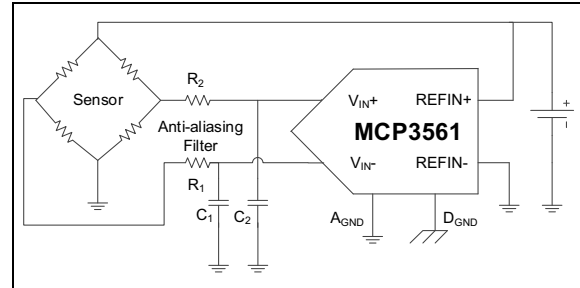 R2
Sensor
VIN+
REFIN+
+
Anti-aliasing
Filter
MCP3561
-
VIN-
REFIN-
R1
C1
C2
AGND
DGND